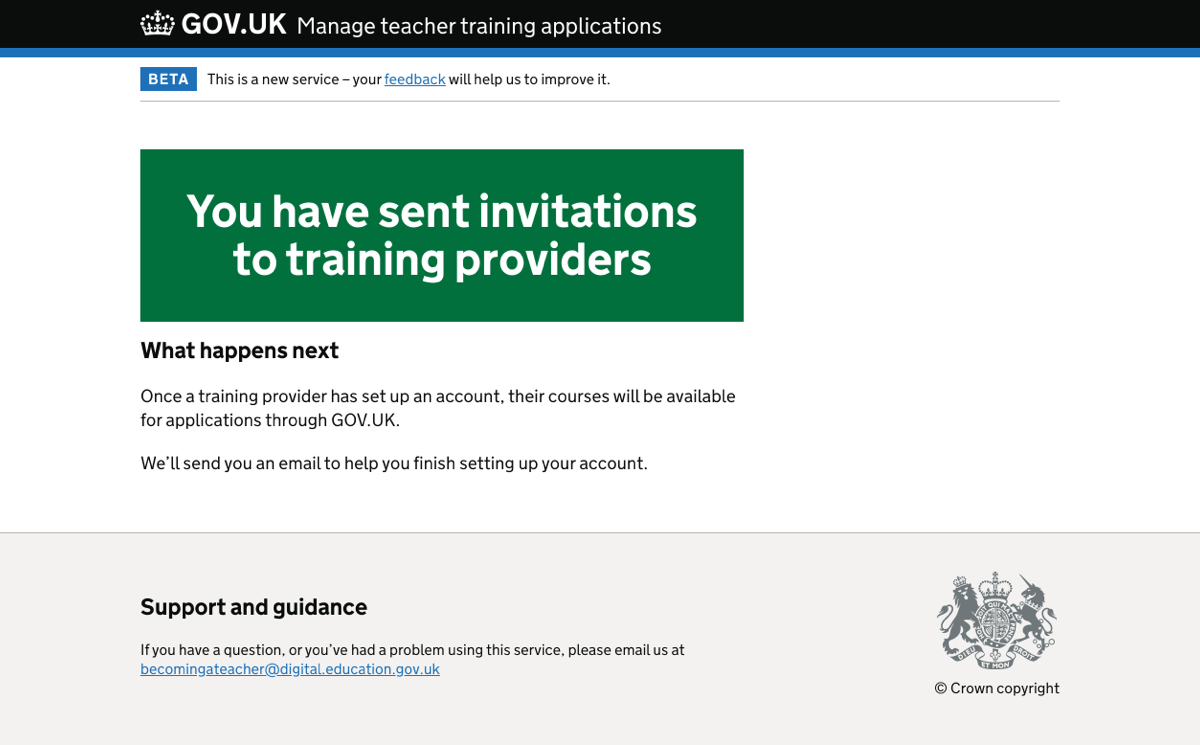 GOV.UK Manage teacher training applications
BETA This is a new service – your feedback will help us to improve it.
You have sent invitations
to training providers
What happens next
Once a training provider has set up an account, their courses will be available
for applications through GOV.UK.
We’ll send you an email to help you finish setting up your account.
Support and guidance
If you have a question, or you’ve had a problem using this service, please email us at
becomingateacher@digital.education.gov.uk
DIEU ET MON DROIT
© Crown copyright